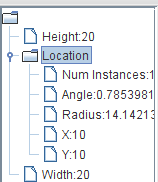 Height:20
Location
Num Instances:1
Angle:0.7853981
Radius:14.14213
X:10
Y:10
Width:20